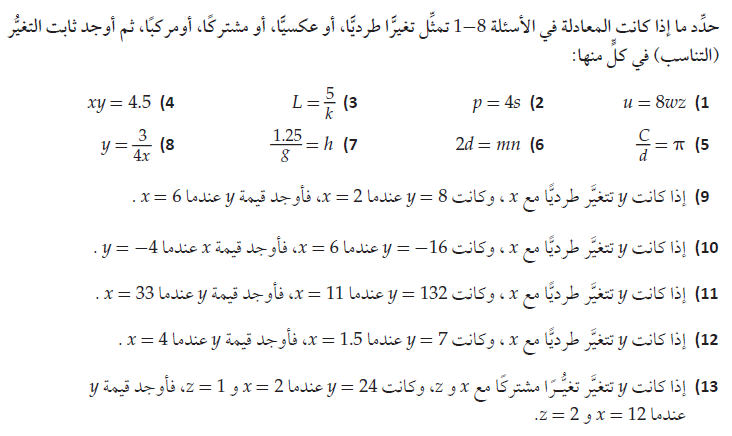 حدِّد ما إذا كانت المعادلة في الأسئلة 8–1 تمثِّل تغيرًّا طرديًّا، أو عكسيًّا، أو مشتركًا، أومركبًا، ثم أوجد ثابت التغيُّر
(التناسب) في كلٍّ منها:
1) u = 8wz 2) p = 4s 3) L = 5/k 4) xy = 4.5
5) C/d = π 6) 2d = mn 7) 1.25/g = h 8) y = 3/4x
9) إذا كانت y تتغيَّر طرديًّا مع x ، وكانت y = 8 عندما x = 2، فأوجد قيمة y عندما x = 6 .
10) إذا كانت y تتغيَّر طرديًّا مع x ، وكانت y = −16 عندما x = 6، فأوجد قيمة x عندما y = −4 .
11) إذا كانت y تتغيَّر طرديًّا مع x ، وكانت y = 132 عندما x = 11، فأوجد قيمة y عندما x = 33 .
12) إذا كانت y تتغيَّر طرديًّا مع x ، وكانت y = 7 عندما x = 1.5، فأوجد قيمة y عندما x = 4 .
13) إذا كانت y تتغيَّر تغيُّـرًا مشتركًا مع x و z، وكانت y = 24 عندما x = 2 و z = 1، فأوجد قيمة y
عندما x = 12 و z = 2.